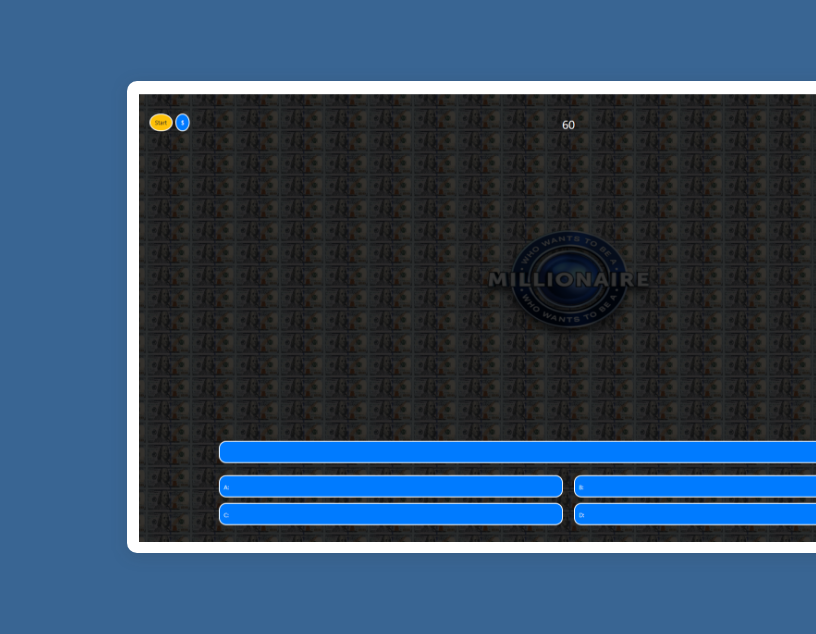 Start
$
60
WHO WANTS TO BE A
MILLIONAIRE
WHO WANTS TO BE A
A:
B:
C:
D: